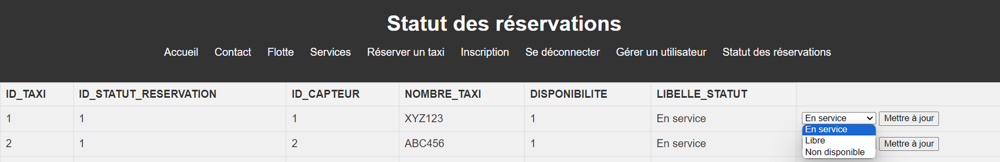 Statut des réservations
Accueil Contact Flotte Services Réserver un taxi Inscription Se déconnecter Gérer un utilisateur Statut des réservations
ID_TAXI ID_STATUT_RESERVATION ID_CAPTEUR NOMBRE_TAXI DISPONIBILITE LIBELLE_STATUT
1 1 1 XYZ123 1 En service En service Mettre à jour
En service
2 1 2 ABC456 1 En service Libre Mettre à jour
Non disponible